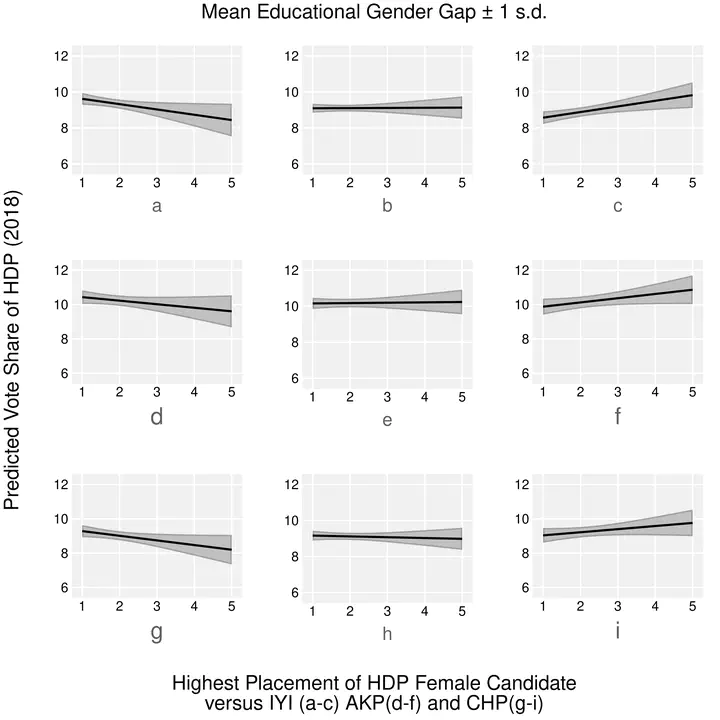 Mean Educational Gender Gap ± 1 s.d.
Predicted Vote Share of HDP (2018)
12 12 12
10 10 10
8 8 8
6 6 6
1 2 3 4 5 1 2 3 4 5 1 2 3 4 5
a b c
12 12 12
10 10 10
8 8 8
6 6 6
1 2 3 4 5 1 2 3 4 5 1 2 3 4 5
d e f
12 12 12
10 10 10
8 8 8
6 6 6
1 2 3 4 5 1 2 3 4 5 1 2 3 4 5
g h i
Highest Placement of HDP Female Candidate
versus IYI (a-c) AKP(d-f) and CHP(g-i)